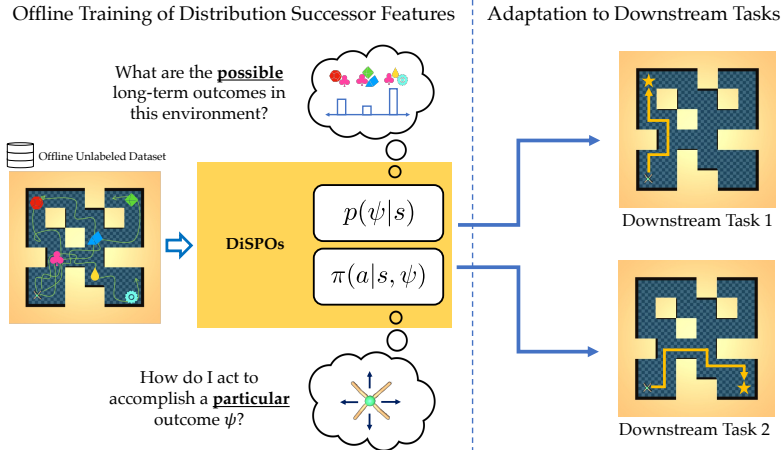 Offline Training of Distribution Successor Features
Adaptation to Downstream Tasks
What are the possible
long-term outcomes in
this environment?
Offline Unlabeled Dataset
DiSPOs
p(ψ|s)
π(a|s, ψ)
How do I act to
accomplish a particular
outcome ψ?
Downstream Task 1
Downstream Task 2